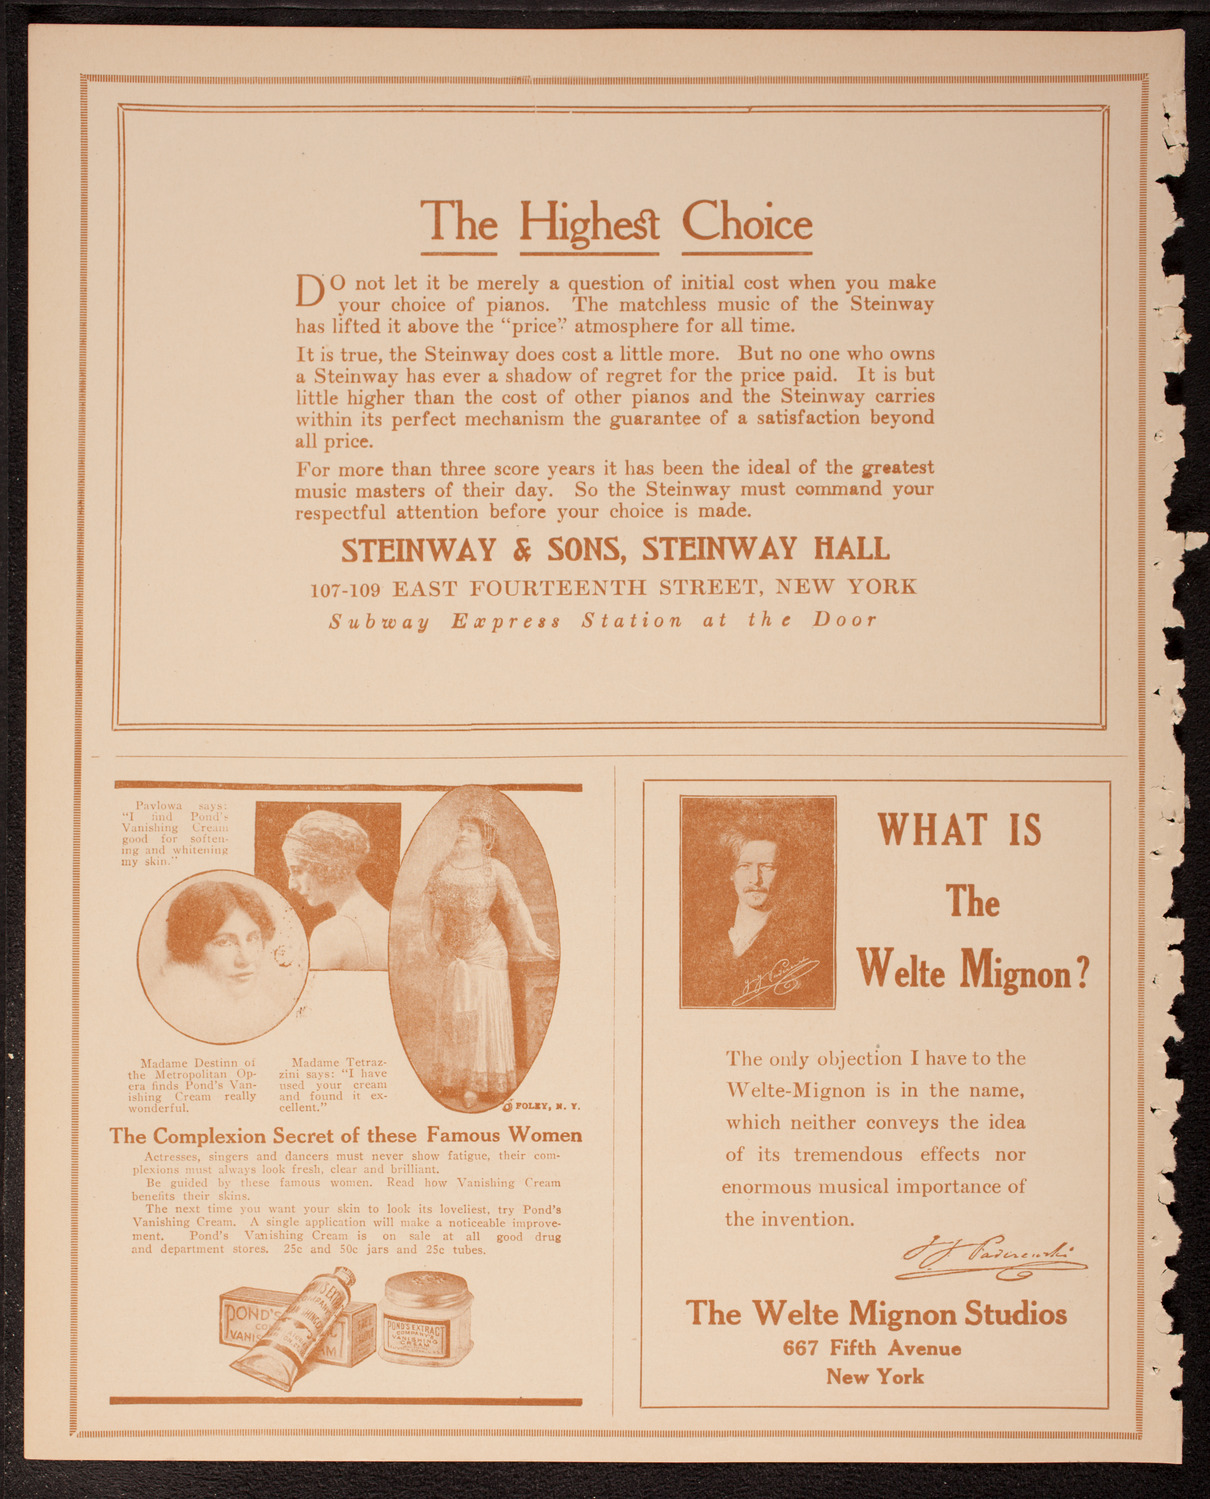 The Highest Choice
DO not let it be merely a question of initial cost when you make
your choice of pianos. The matchless music of the Steinway
has lifted it above the "price" atmosphere for all time.
It is true, the Steinway does cost a little more. But no one who owns
a Steinway has ever a shadow of regret for the price paid. It is but
little higher than the cost of other pianos and the Steinway carries
within its perfect mechanism the guarantee of a satisfaction beyond
all price.
For more than three score years it has been the ideal of the greatest
music masters of their day. So the Steinway must command your
respectful attention before your choice is made.
STEINWAY & SONS, STEINWAY HALL
107-109 EAST FOURTEENTH STREET, NEW YORK
Subway Express Station at the Door
Pavlowa says:
"I find Pond's
Vanishing Cream
good for soften-
ing and whitening
my skin."
Madame Destinn of
the Metropolitan Op-
era finds Pond's Van-
ishing Cream really
wonderful.
Madame Tetraz-
zini says: "I have
used your cream
and found it ex-
cellent."
© FOLEY, N. Y.
The Complexion Secret of these Famous Women
Actresses, singers and dancers must never show fatigue, their com-
plexions must always look fresh, clear and brilliant.
Be guided by these famous women. Read how Vanishing Cream
benefits their skins.
The next time you want your skin to look its loveliest, try Pond's
Vanishing Cream. A single application will make a noticeable improve-
ment. Pond's Vanishing Cream is on sale at all good drug
and department stores. 25c and 50c jars and 25c tubes.
POND'S
CO
VANIS
AM
POND'S EXTRACT
COMPANY'S
VANISHING
CREAM
WHAT IS
The
Welte Mignon?
J. J. Paderewski
The only objection I have to the
Welte-Mignon is in the name,
which neither conveys the idea
of its tremendous effects nor
enormous musical importance of
the invention.
J. J. Paderewski
The Welte Mignon Studios
667 Fifth Avenue
New York